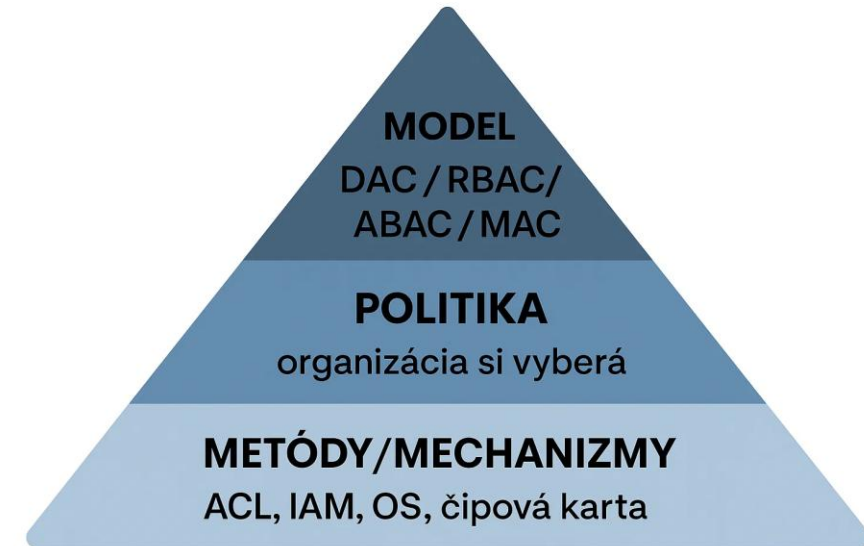 MODEL
DAC / RBAC/
ABAC / MAC
POLITIKA
organizácia si vyberá
METÓDY/MECHANIZMY
ACL, IAM, OS, čipová karta